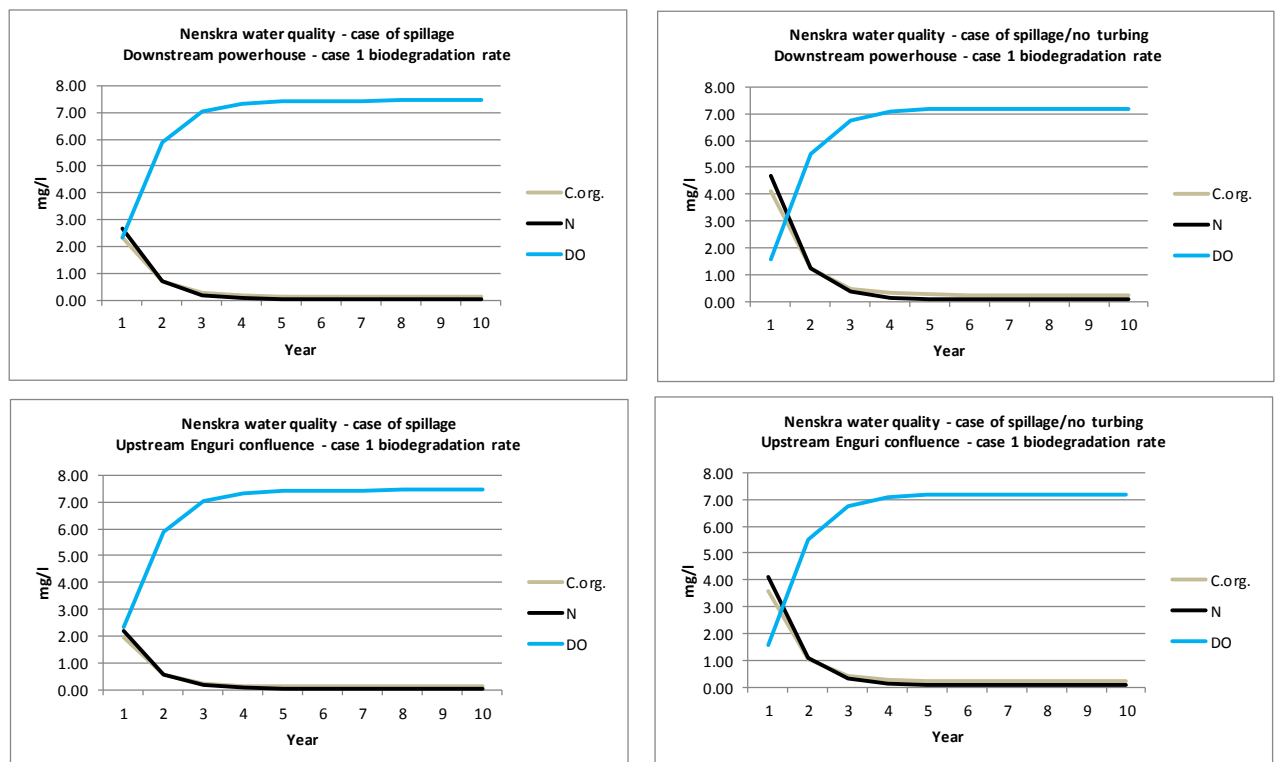 Nenskra water quality - case of spillage
Downstream powerhouse - case 1 biodegradation rate
8.00
7.00
6.00
5.00
4.00
3.00
2.00
1.00
0.00
mg/l
C.org.
N
DO
1 2 3 4 5 6 7 8 9 10
Year
Nenskra water quality - case of spillage/no turbing
Downstream powerhouse - case 1 biodegradation rate
8.00
7.00
6.00
5.00
4.00
3.00
2.00
1.00
0.00
mg/l
C.org.
N
DO
1 2 3 4 5 6 7 8 9 10
Year
Nenskra water quality - case of spillage
Upstream Enguri confluence - case 1 biodegradation rate
8.00
7.00
6.00
5.00
4.00
3.00
2.00
1.00
0.00
mg/l
C.org.
N
DO
1 2 3 4 5 6 7 8 9 10
Year
Nenskra water quality - case of spillage/no turbing
Upstream Enguri confluence - case 1 biodegradation rate
8.00
7.00
6.00
5.00
4.00
3.00
2.00
1.00
0.00
mg/l
C.org.
N
DO
1 2 3 4 5 6 7 8 9 10
Year